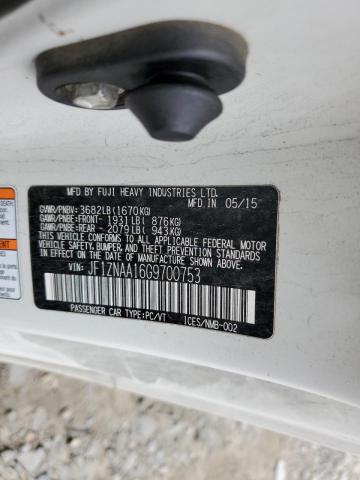 MFD. BY FUJI HEAVY INDUSTRIES LTD.
MFD.IN 05/15
GVWR/PNBV: 3682LB(1670KG)
GAWR/PNBE:FRONT- 1931LB( 876KG)
GAWR/PNBE:REAR - 2079LB( 943KG)
THIS VEHICLE CONFORMS TO ALL APPLICABLE FEDERAL MOTOR
VEHICLE SAFETY, BUMPER, AND THEFT PREVENTION STANDARDS
IN EFFECT ON THE DATE OF MANUFACTURE SHOWN ABOVE.
VIN: JF1ZNAA16G9700753
PASSENGER CAR TYPE:PC/VT ICES/NMB-002